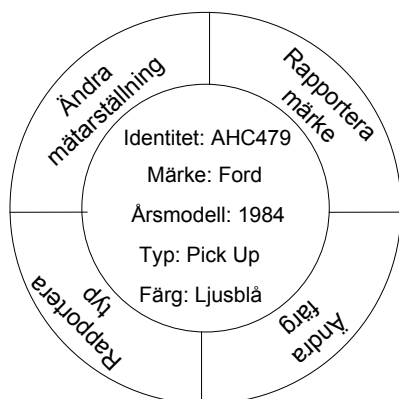 Ändra
mätarställning
Rapportera
märke
Identitet: AHC479
Märke: Ford
Årsmodell: 1984
Typ: Pick Up
Färg: Ljusblå
Rapportera
typ
Ändra
färg